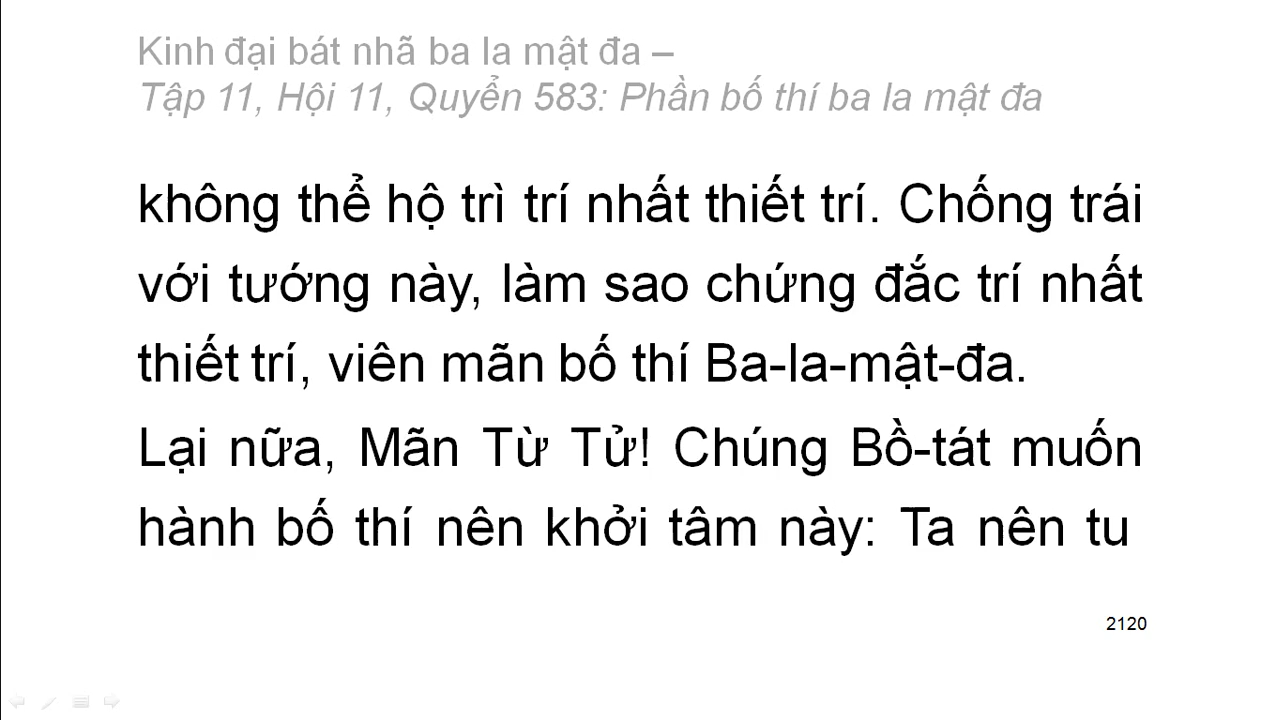 Kinh đại bát nhã ba la mật đa –
Tập 11, Hội 11, Quyển 583: Phần bố thí ba la mật đa
không thể hộ trì trí nhất thiết trí. Chống trái
với tướng này, làm sao chứng đắc trí nhất
thiết trí, viên mãn bố thí Ba-la-mật-đa.
Lại nữa, Mãn Từ Tử! Chúng Bồ-tát muốn
hành bố thí nên khởi tâm này: Ta nên tu
2120